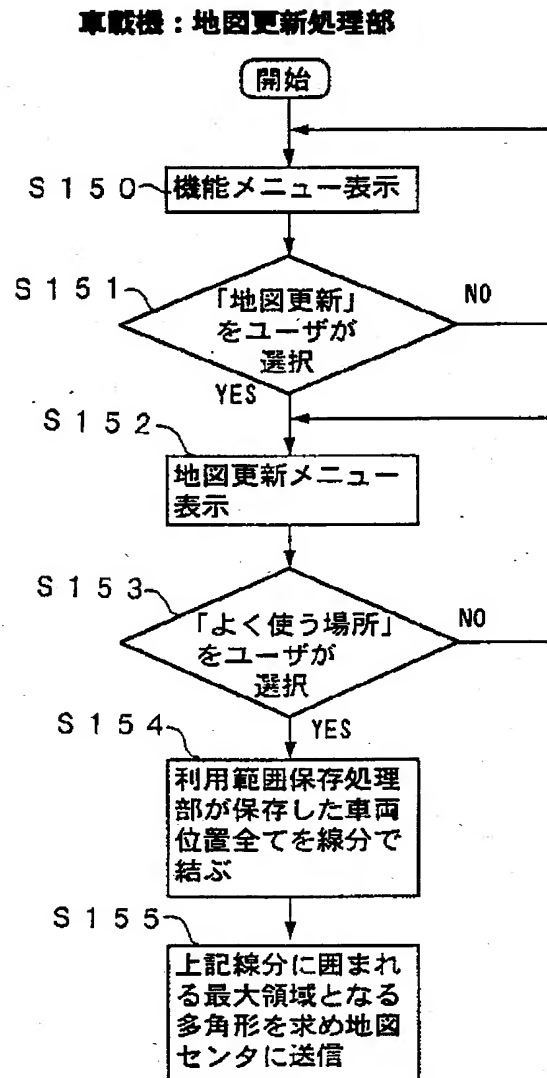 車載機：地図更新処理部
開始
S150
機能メニュー表示
S151
「地図更新」
をユーザが
選択
NO
YES
S152
地図更新メニュー
表示
S153
「よく使う場所」
をユーザが
選択
NO
YES
S154
利用範囲保存処理
部が保存した車両
位置全てを線分で
結ぶ
S155
上記線分に囲まれ
る最大領域となる
多角形を求め地図
センタに送信